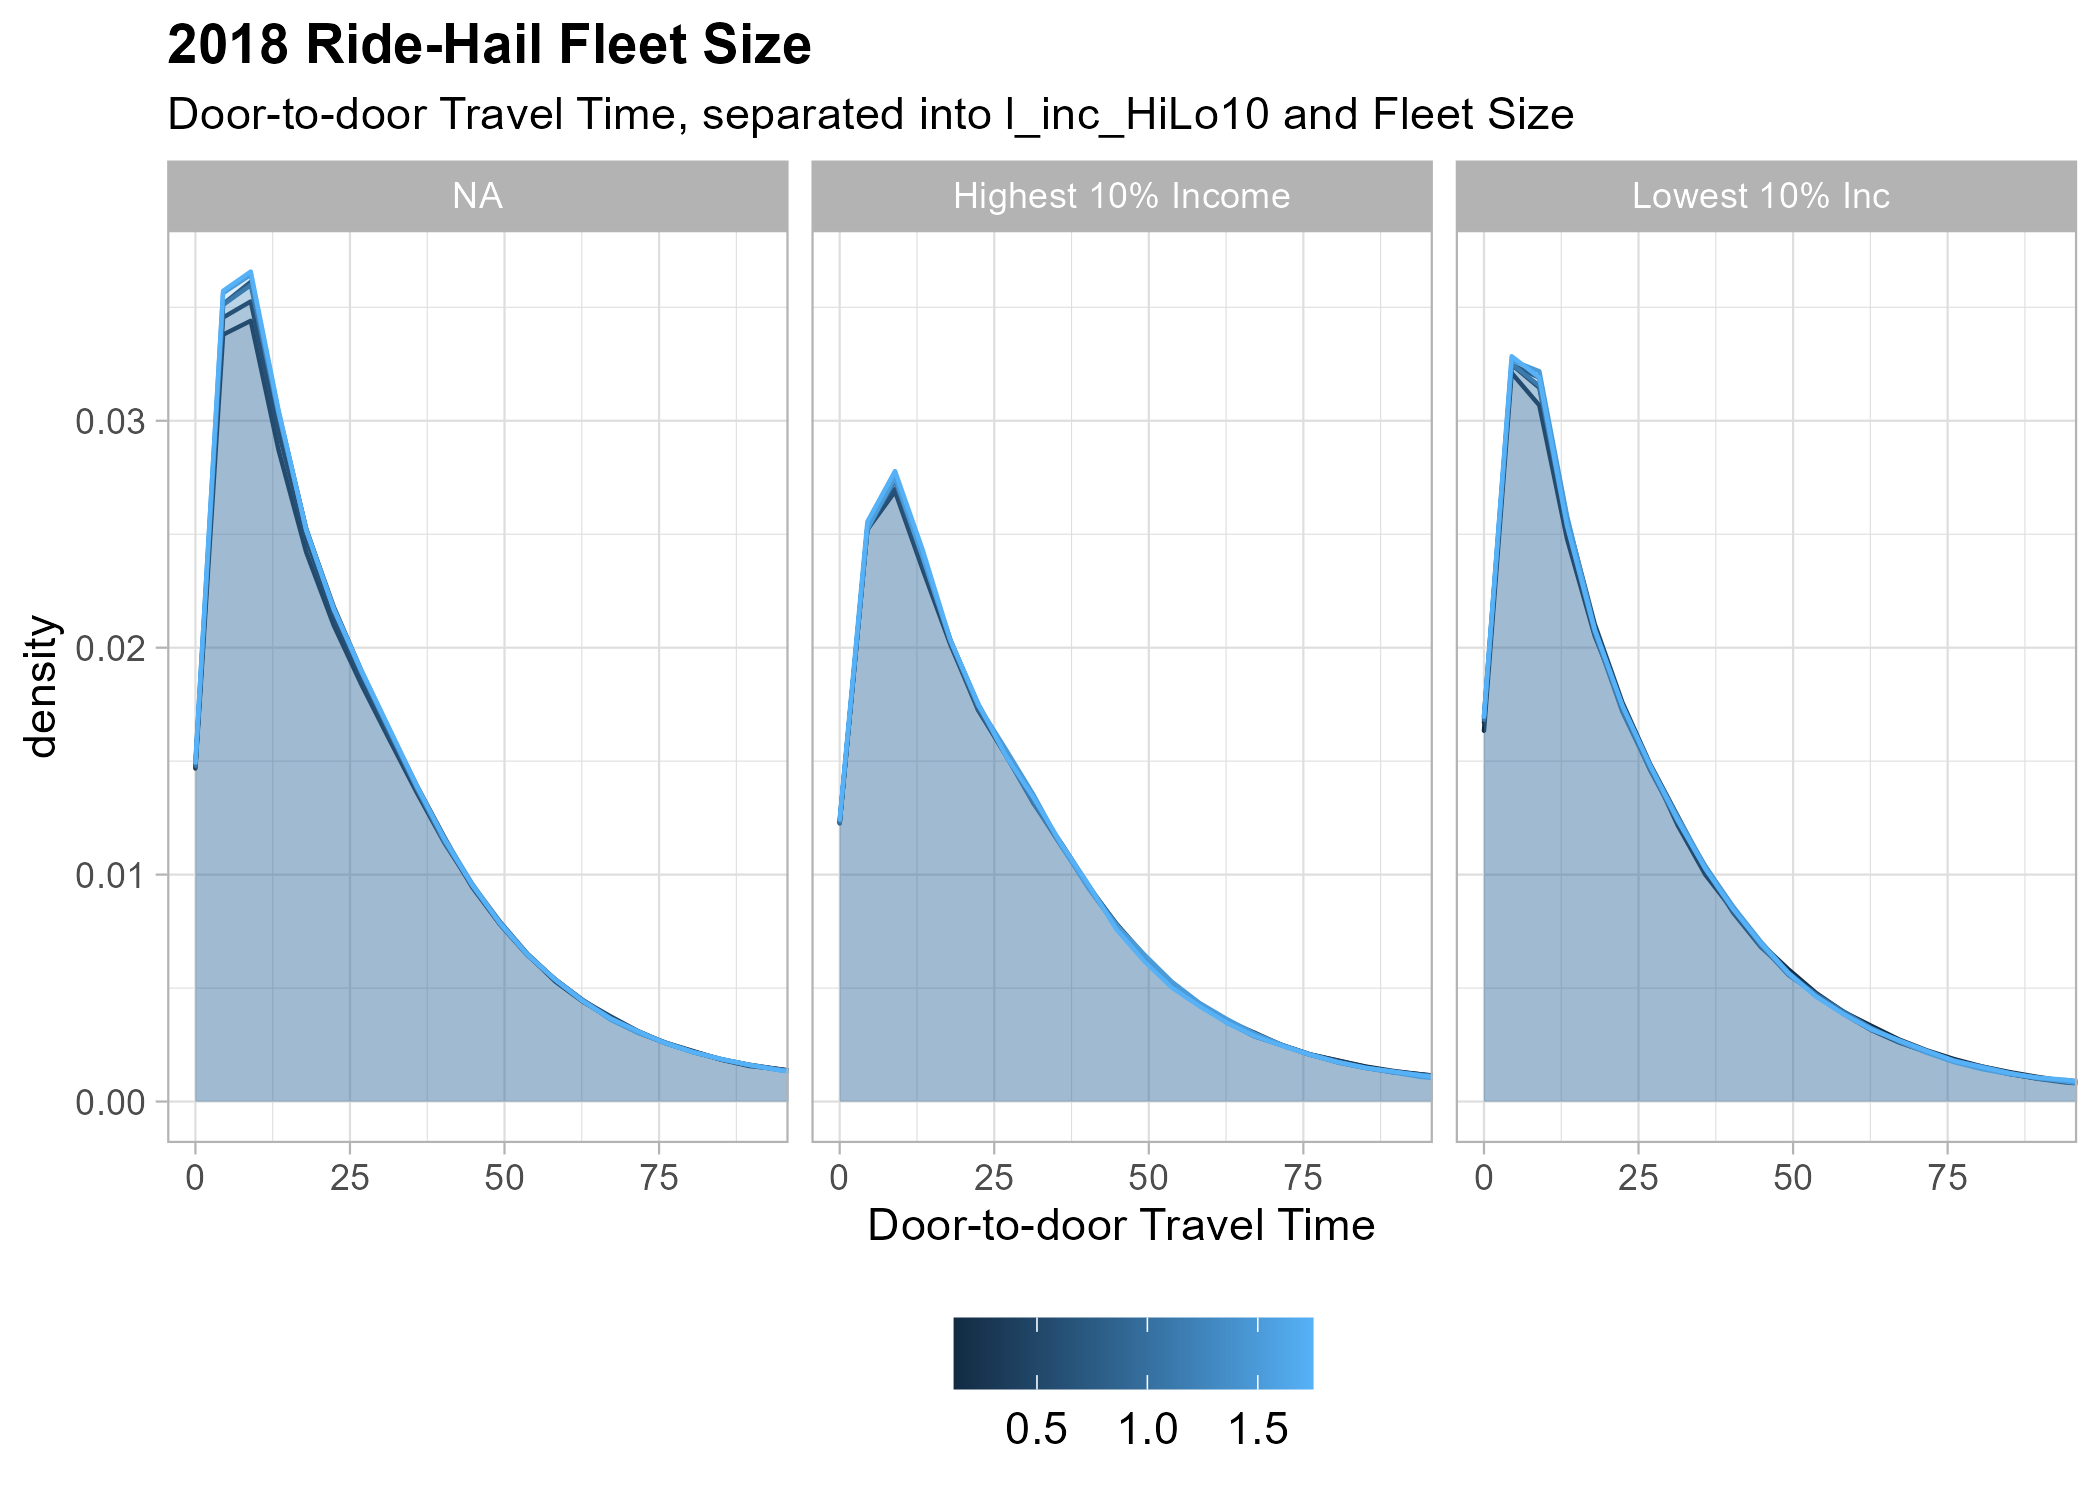 2018 Ride-Hail Fleet Size
Door-to-door Travel Time, separated into l_inc_HiLo10 and Fleet Size
NA
Highest 10% Income
Lowest 10% Inc
density
0.03
0.02
0.01
0.00
0 25 50 75
0 25 50 75
0 25 50 75
Door-to-door Travel Time
0.5 1.0 1.5